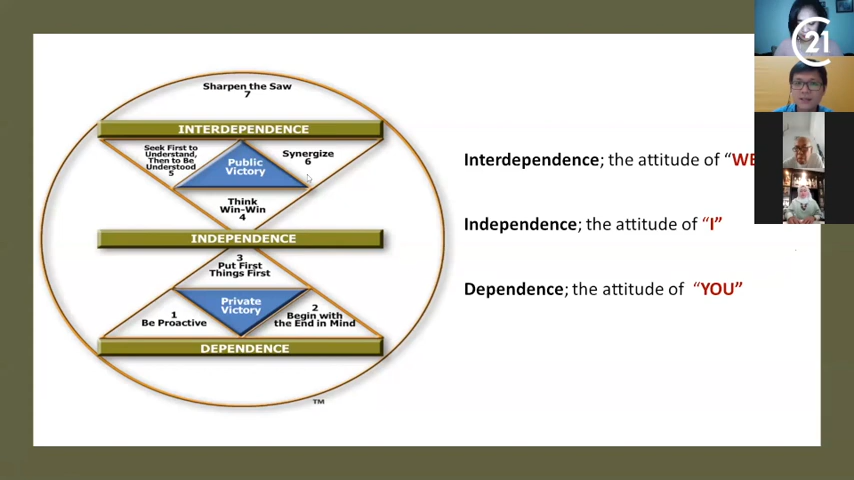 Sharpen the Saw
7
INTERDEPENDENCE
Seek First to
Understand,
Then to Be
Understood
5
Public
Victory
Synergize
6
Think
Win-Win
4
INDEPENDENCE
3
Put First
Things First
1
Be Proactive
Private
Victory
2
Begin with
the End in Mind
DEPENDENCE
TM
Interdependence; the attitude of “WE
Independence; the attitude of “I”
Dependence; the attitude of “YOU”
C21